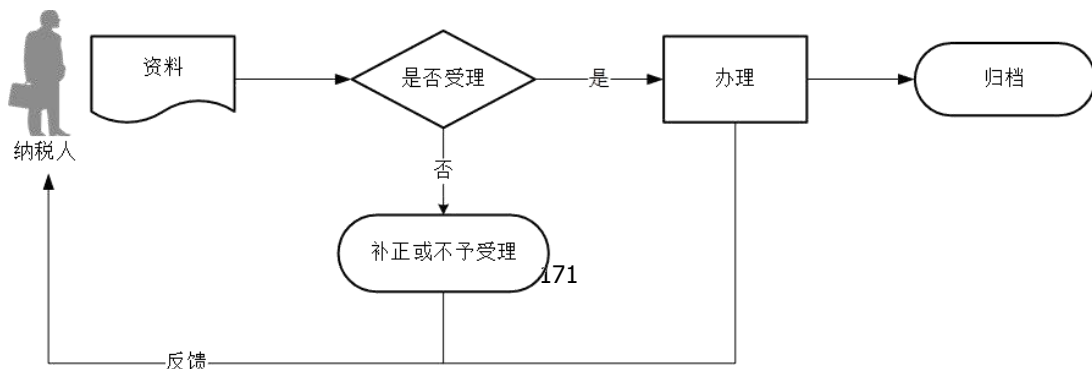 资料
是否受理
是
办理
归档
纳税人
否
补正或不予受理
171
反馈